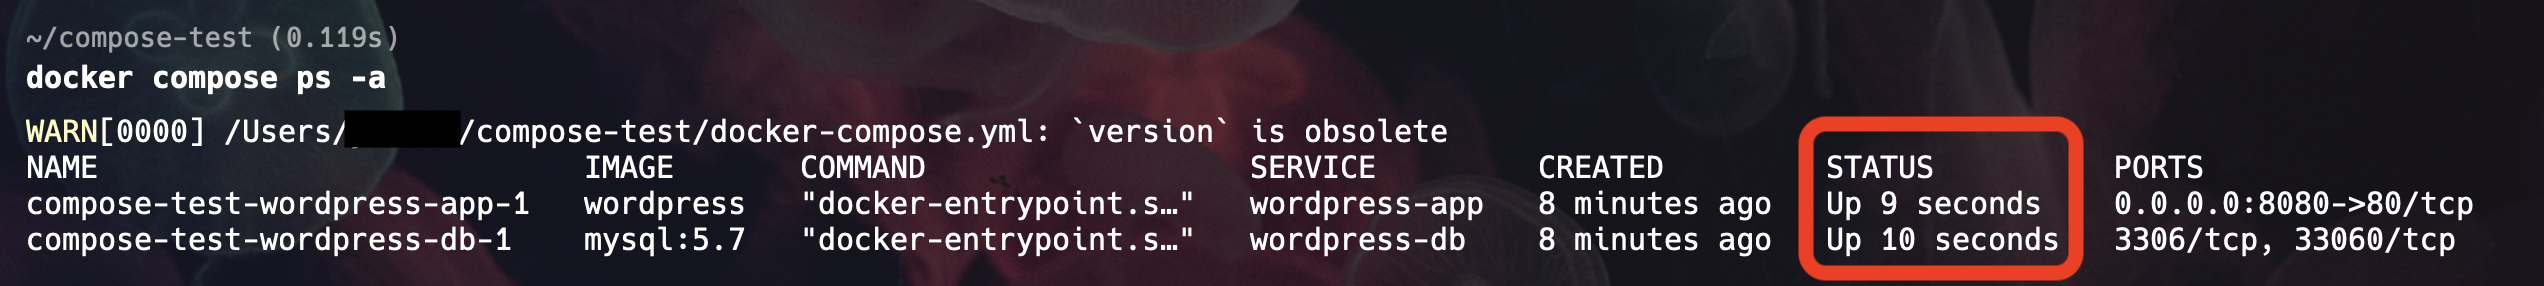 ~/compose-test (0.119s)
docker compose ps -a
WARN[0000] /Users/ /compose-test/docker-compose.yml: `version` is obsolete
NAME IMAGE COMMAND SERVICE CREATED STATUS PORTS
compose-test-wordpress-app-1 wordpress "docker-entrypoint.s…" wordpress-app 8 minutes ago Up 9 seconds 0.0.0.0:8080->80/tcp
compose-test-wordpress-db-1 mysql:5.7 "docker-entrypoint.s…" wordpress-db 8 minutes ago Up 10 seconds 3306/tcp, 33060/tcp